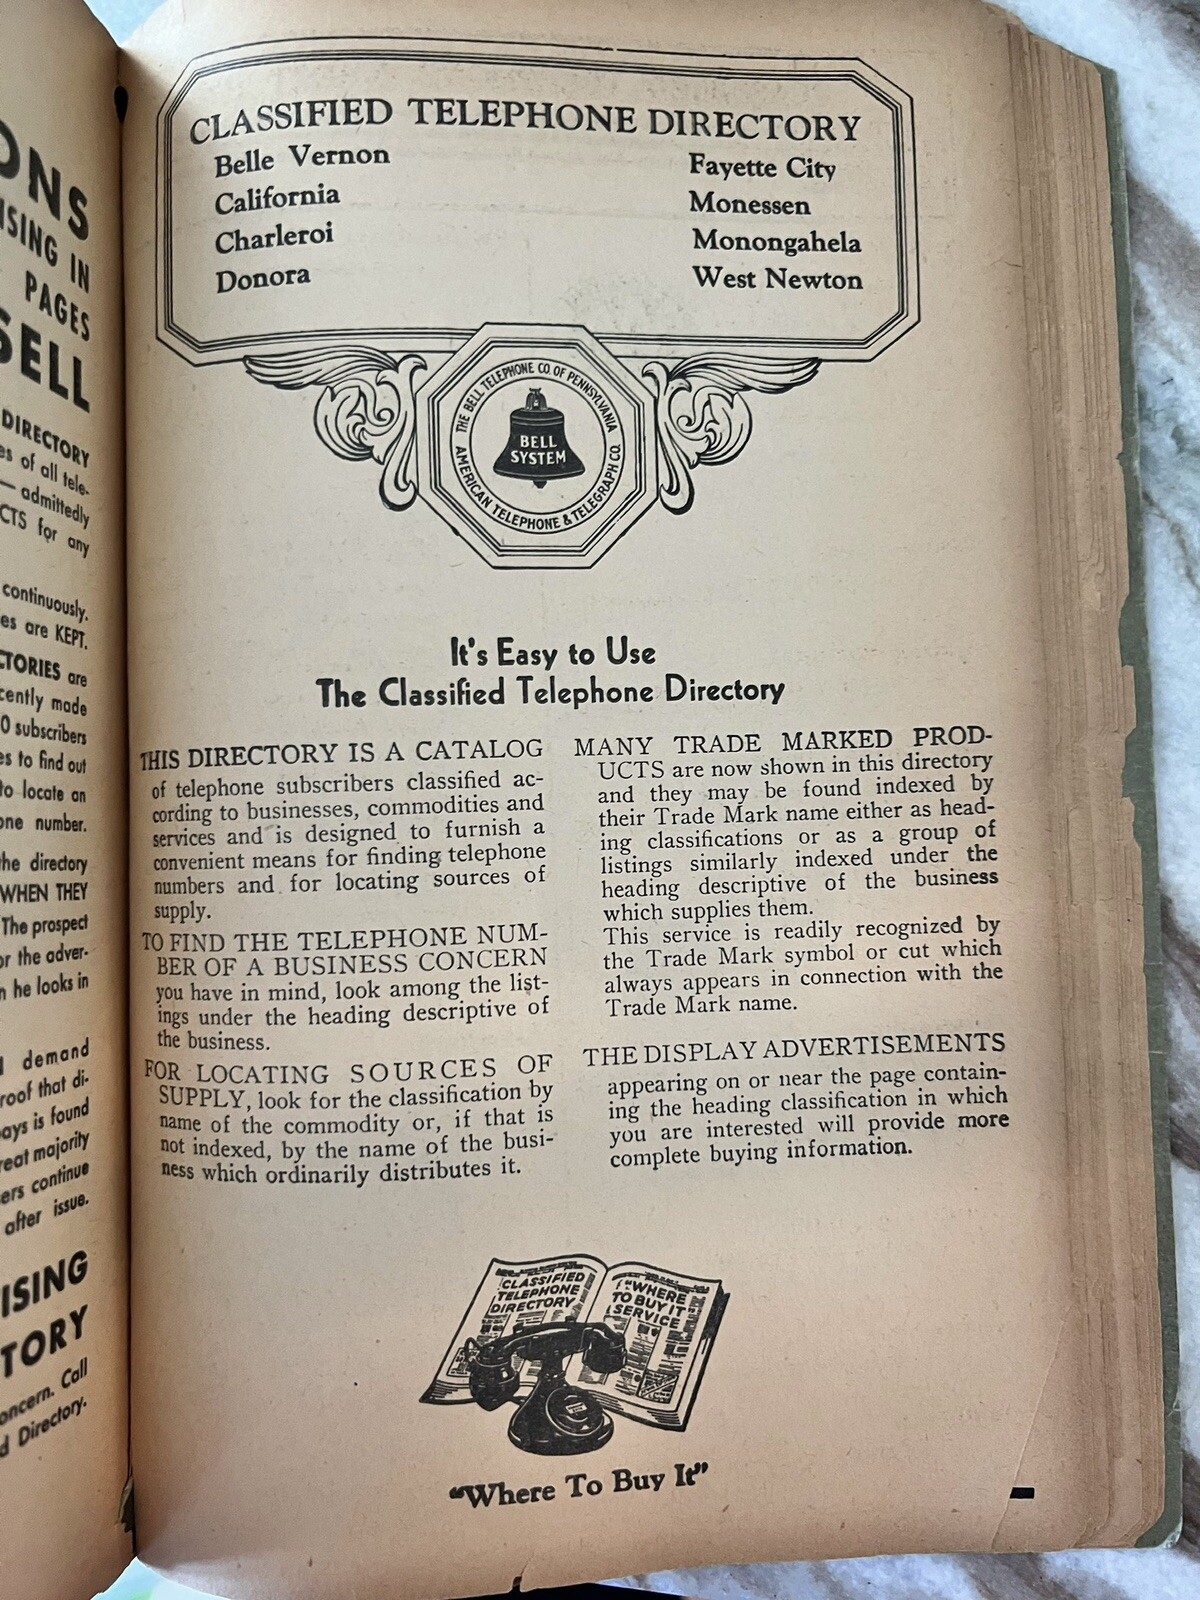 ONS
ISING IN
PAGES
SELL
DIRECTORY
es of all tele-
— admittedly
CTS for any
continuously.
es are KEPT.
CTORIES are
cently made
0 subscribers
es to find out
to locate an
one number.
he directory
WHEN THEY
The prospect
or the adver-
n he looks in
demand
roof that di-
ays is found
reat majority
ers continue
after issue.
ISING
TORY
oncern. Call
d Directory.
CLASSIFIED TELEPHONE DIRECTORY
Belle Vernon
California
Charleroi
Donora
Fayette City
Monessen
Monongahela
West Newton
THE BELL TELEPHONE CO. OF PENNSYLVANIA
AMERICAN TELEPHONE & TELEGRAPH CO.
BELL
SYSTEM
It's Easy to Use
The Classified Telephone Directory
THIS DIRECTORY IS A CATALOG
of telephone subscribers classified ac-
cording to businesses, commodities and
services and is designed to furnish a
convenient means for finding telephone
numbers and for locating sources of
supply.
TO FIND THE TELEPHONE NUM-
BER OF A BUSINESS CONCERN
you have in mind, look among the list-
ings under the heading descriptive of
the business.
FOR LOCATING SOURCES OF
SUPPLY, look for the classification by
name of the commodity or, if that is
not indexed, by the name of the busi-
ness which ordinarily distributes it.
MANY TRADE MARKED PROD-
UCTS are now shown in this directory
and they may be found indexed by
their Trade Mark name either as head-
ing classifications or as a group of
listings similarly indexed under the
heading descriptive of the business
which supplies them.
This service is readily recognized by
the Trade Mark symbol or cut which
always appears in connection with the
Trade Mark name.
THE DISPLAY ADVERTISEMENTS
appearing on or near the page contain-
ing the heading classification in which
you are interested will provide more
complete buying information.
CLASSIFIED
TELEPHONE
DIRECTORY
"WHERE
TO BUY IT"
SERVICE
"Where To Buy It"